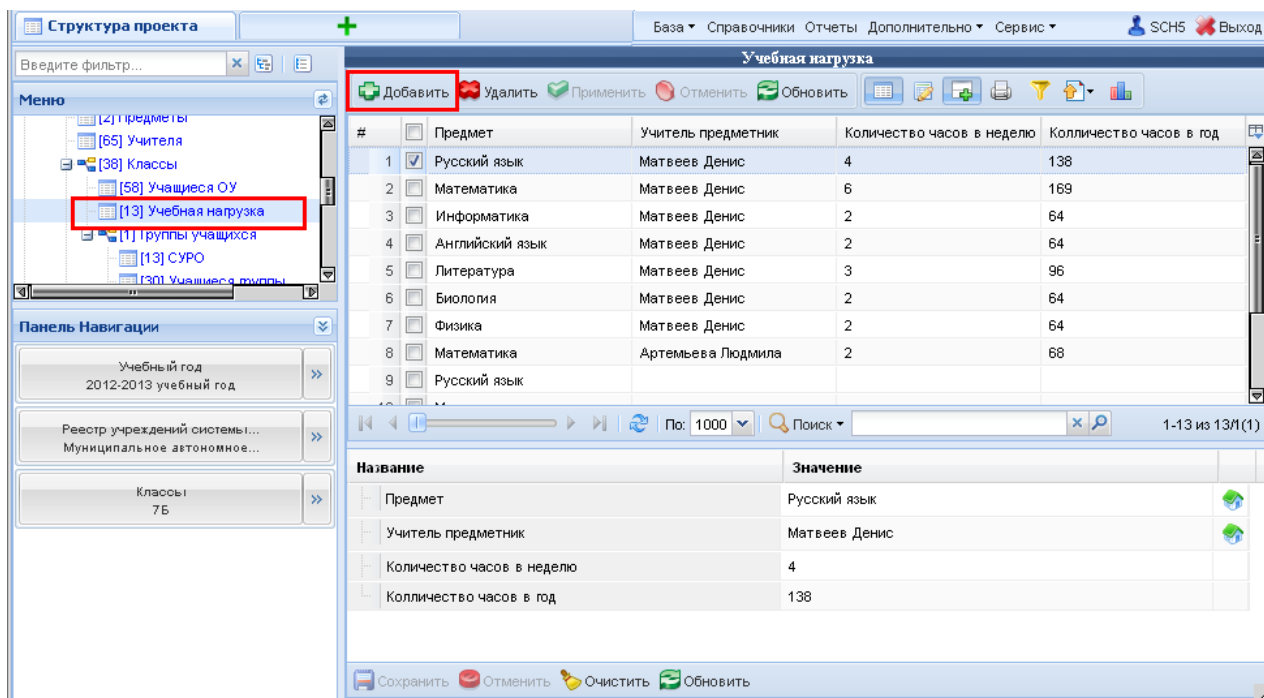 Структура проекта
База Справочники Отчеты Дополнительно Сервис SCH5 Выход
Введите фильтр...
Учебная нагрузка
Добавить Удалить Применить Отменить Обновить
Меню
[2] Предметы
[65] Учителя
[38] Классы
[58] Учащиеся ОУ
[13] Учебная нагрузка
[1] Группы учащихся
[13] СУРО
[30] Учащиеся группы
Панель Навигации
Учебный год
2012-2013 учебный год
Реестр учреждений системы...
Муниципальное автономное...
Классы
7Б
# Предмет Учитель предметник Количество часов в неделю Колличество часов в год
1 Русский язык Матвеев Денис 4 138
2 Математика Матвеев Денис 6 169
3 Информатика Матвеев Денис 2 64
4 Английский язык Матвеев Денис 2 64
5 Литература Матвеев Денис 3 96
6 Биология Матвеев Денис 2 64
7 Физика Матвеев Денис 2 64
8 Математика Артемьева Людмила 2 68
9 Русский язык
По: 1000 Поиск 1-13 из 13/1(1)
Название Значение
Предмет Русский язык
Учитель предметник Матвеев Денис
Количество часов в неделю 4
Колличество часов в год 138
Сохранить Отменить Очистить Обновить